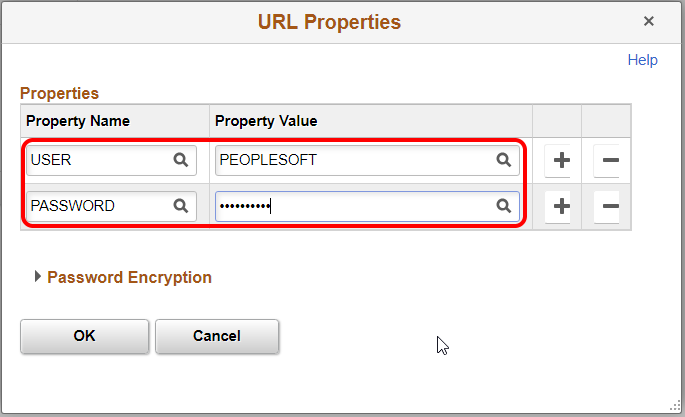 URL Properties ×
Help
Properties
Property Name Property Value
USER PEOPLESOFT + −
PASSWORD •••••••••• + −
Password Encryption
OK Cancel